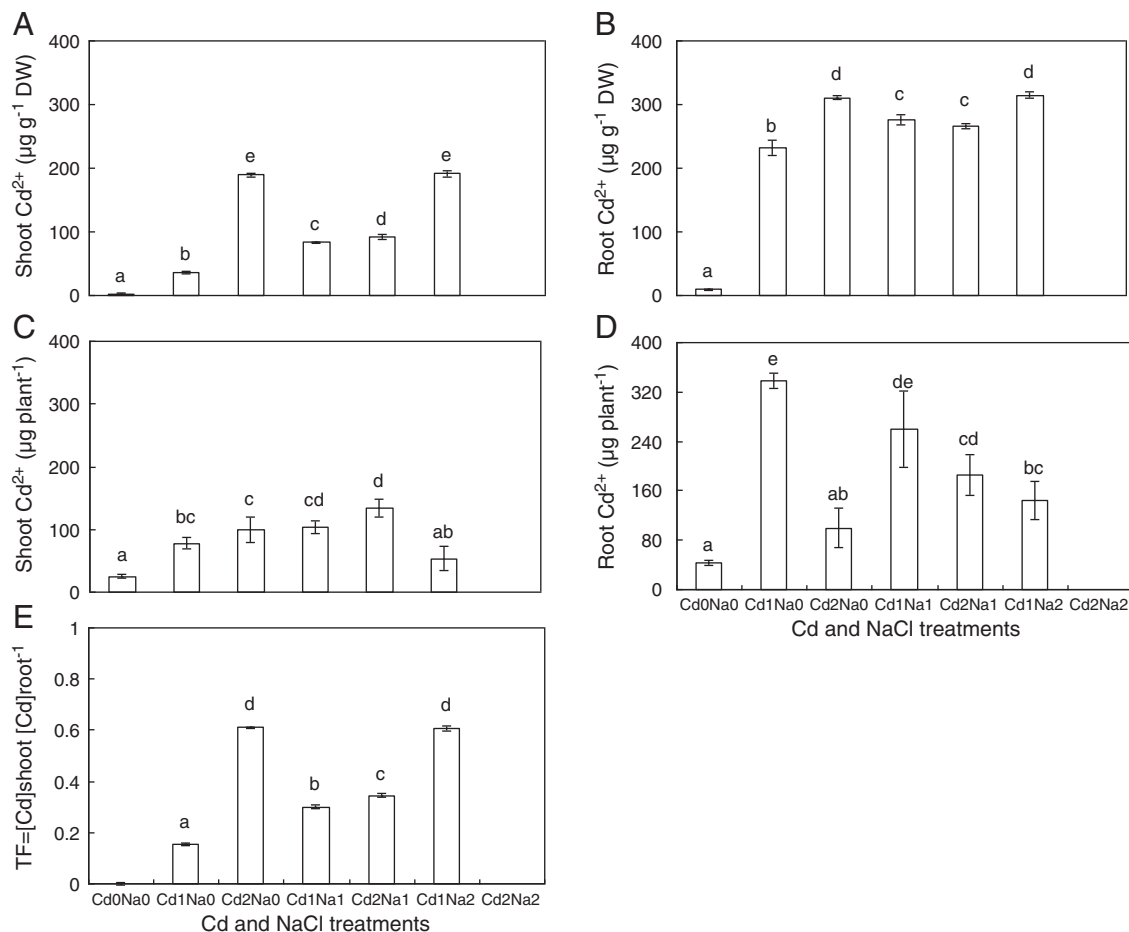 A
Shoot Cd²⁺ (µg g⁻¹ DW)
400
300
200
100
0
a
b
e
c
d
e
B
Root Cd²⁺ (µg g⁻¹ DW)
400
300
200
100
0
a
b
d
c
c
d
C
Shoot Cd²⁺ (µg plant⁻¹)
400
300
200
100
0
a
bc
c
cd
d
ab
D
Root Cd²⁺ (µg plant⁻¹)
400
320
240
160
80
0
a
e
ab
de
cd
bc
Cd0Na0 Cd1Na0 Cd2Na0 Cd1Na1 Cd2Na1 Cd1Na2 Cd2Na2
Cd and NaCl treatments
E
TF=[Cd]shoot [Cd]root⁻¹
1
0.8
0.6
0.4
0.2
0
a
d
b
c
d
Cd0Na0 Cd1Na0 Cd2Na0 Cd1Na1 Cd2Na1 Cd1Na2 Cd2Na2
Cd and NaCl treatments